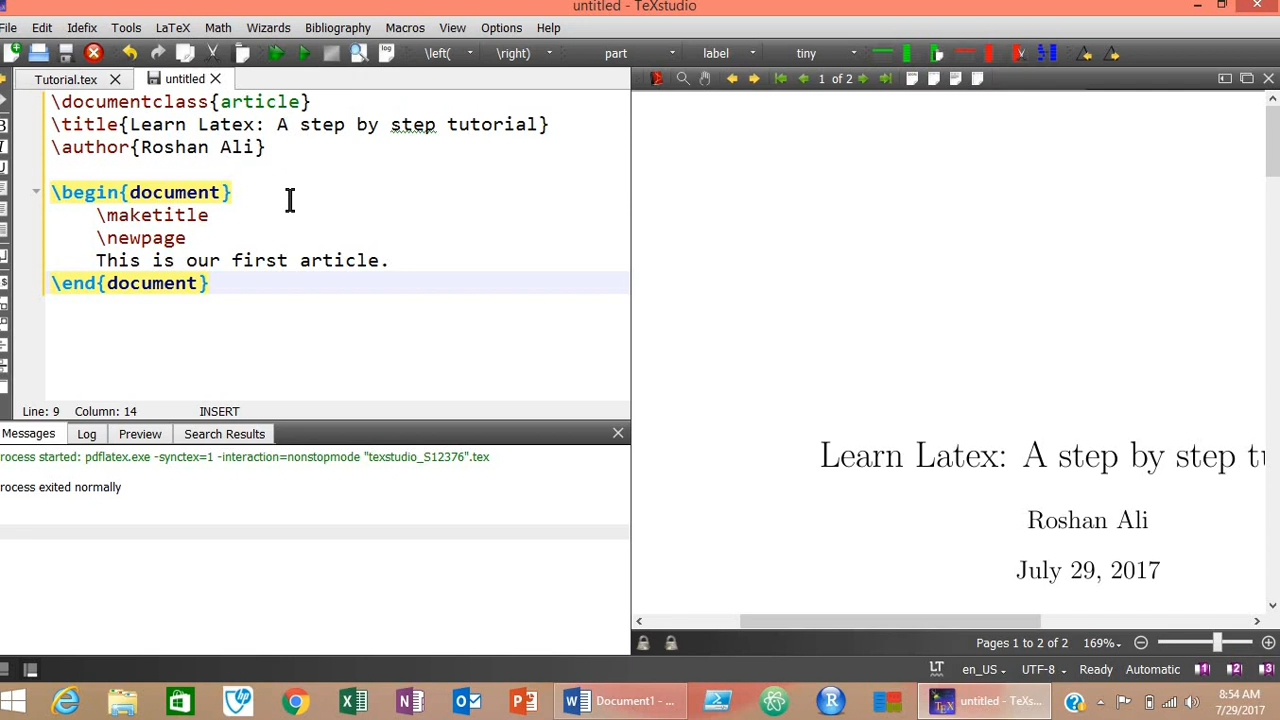 untitled - TeXstudio
File Edit Idefix Tools LaTeX Math Wizards Bibliography Macros View Options Help
\left( \right) part label tiny
Tutorial.tex untitled
1 of 2
\documentclass{article}
\title{Learn Latex: A step by step tutorial}
\author{Roshan Ali}
\begin{document}
\maketitle
\newpage
This is our first article.
\end{document}
Line: 9 Column: 14 INSERT
Messages Log Preview Search Results
rocess started: pdflatex.exe -synctex=1 -interaction=nonstopmode "texstudio_S12376".tex
rocess exited normally
Learn Latex: A step by step tu
Roshan Ali
July 29, 2017
Pages 1 to 2 of 2 169%
LT en_US UTF-8 Ready Automatic 1 2 3
Document1 - ... untitled - TeXs...
8:54 AM
7/29/2017